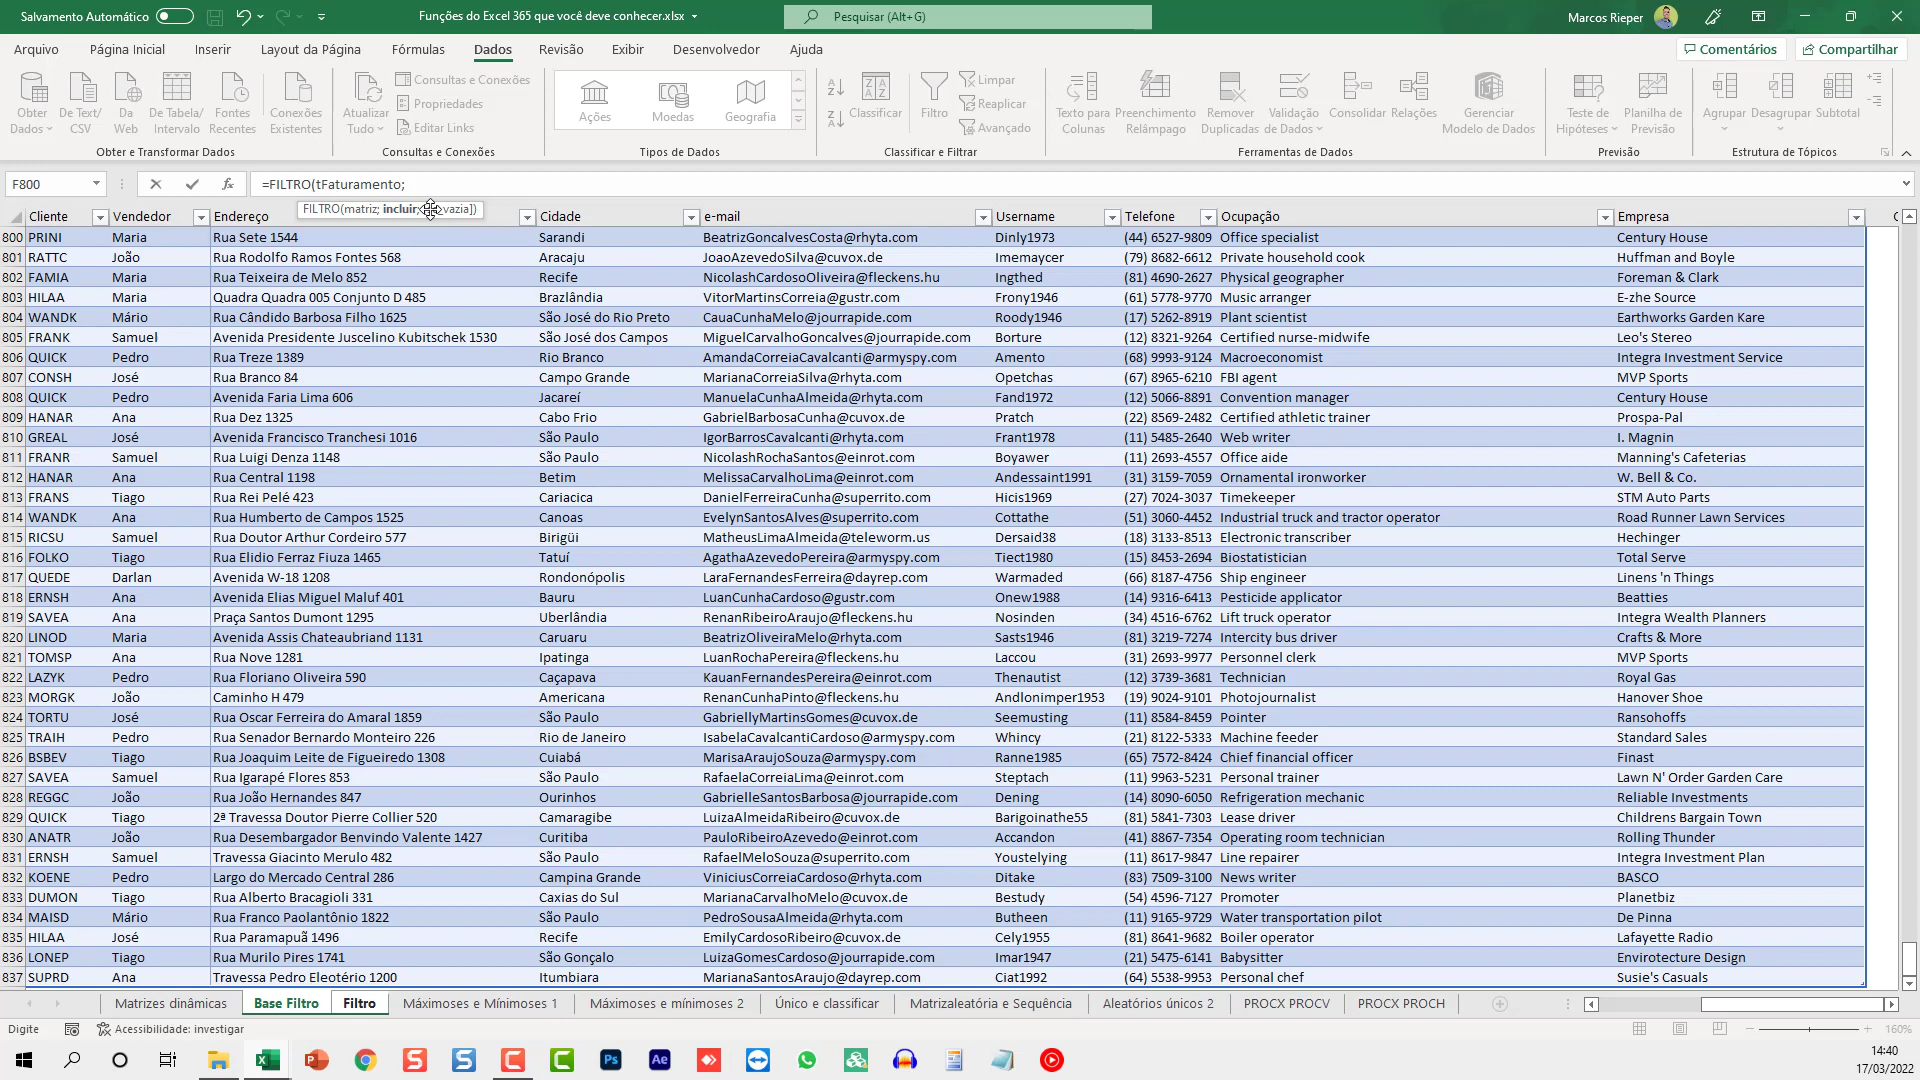 Salvamento Automático
Funções do Excel 365 que você deve conhecer.xlsx
Pesquisar (Alt+G)
Marcos Rieper
Arquivo Página Inicial Inserir Layout da Página Fórmulas Dados Revisão Exibir Desenvolvedor Ajuda
Comentários Compartilhar
Obter Dados
De Text/ CSV
Da Web
De Tabela/ Intervalo
Fontes Recentes
Conexões Existentes
Atualizar Tudo
Consultas e Conexões
Propriedades
Editar Links
Ações Moedas Geografia
Classificar
Filtro
Limpar
Reaplicar
Avançado
Texto para Colunas
Preenchimento Relâmpago
Remover Duplicadas
Validação de Dados
Consolidar
Relações
Gerenciar Modelo de Dados
Teste de Hipóteses
Planilha de Previsão
Agrupar Desagrupar Subtotal
Obter e Transformar Dados Consultas e Conexões Tipos de Dados Classificar e Filtrar Ferramentas de Dados Previsão Estrutura de Tópicos
F800 fx =FILTRO(tFaturamento;
FILTRO(matriz; incluir; vazia])
Cliente Vendedor Endereço Cidade e-mail Username Telefone Ocupação Empresa
800 PRINI Maria Rua Sete 1544 Sarandi BeatrizGoncalvesCosta@rhyta.com Dinly1973 (44) 6527-9809 Office specialist Century House
801 RATTC João Rua Rodolfo Ramos Fontes 568 Aracaju JoaoAzevedoSilva@cuvox.de Imemaycer (79) 8682-6612 Private household cook Huffman and Boyle
802 FAMIA Maria Rua Teixeira de Melo 852 Recife NicolashCardosoOliveira@fleckens.hu Ingthed (81) 4690-2627 Physical geographer Foreman & Clark
803 HILAA Maria Quadra Quadra 005 Conjunto D 485 Brazlândia VitorMartinsCorreia@gustr.com Frony1946 (61) 5778-9770 Music arranger E-zhe Source
804 WANDK Mário Rua Cândido Barbosa Filho 1625 São José do Rio Preto CauaCunhaMelo@jourrapide.com Roody1946 (17) 5262-8919 Plant scientist Earthworks Garden Kare
805 FRANK Samuel Avenida Presidente Juscelino Kubitschek 1530 São José dos Campos MiguelCarvalhoGoncalves@jourrapide.com Borture (12) 8321-9264 Certified nurse-midwife Leo's Stereo
806 QUICK Pedro Rua Treze 1389 Rio Branco AmandaCorreiaCavalcanti@armyspy.com Amento (68) 9993-9124 Macroeconomist Integra Investment Service
807 CONSH José Rua Branco 84 Campo Grande MarianaCorreiaSilva@rhyta.com Opetchas (67) 8965-6210 FBI agent MVP Sports
808 QUICK Pedro Avenida Faria Lima 606 Jacareí ManuelaCunhaAlmeida@rhyta.com Fand1972 (12) 5066-8891 Convention manager Century House
809 HANAR Ana Rua Dez 1325 Cabo Frio GabrielBarbosaCunha@cuvox.de Pratch (22) 8569-2482 Certified athletic trainer Prospa-Pal
810 GREAL José Avenida Francisco Tranchesi 1016 São Paulo IgorBarrosCavalcanti@rhyta.com Frant1978 (11) 5485-2640 Web writer I. Magnin
811 FRANR Samuel Rua Luigi Denza 1148 São Paulo NicolashRochaSantos@einrot.com Boyawer (11) 2693-4557 Office aide Manning's Cafeterias
812 HANAR Ana Rua Central 1198 Betim MelissaCarvalhoLima@einrot.com Andessaint1991 (31) 3159-7059 Ornamental ironworker W. Bell & Co.
813 FRANS Tiago Rua Rei Pelé 423 Cariacica DanielFerreiraCunha@superrito.com Hicis1969 (27) 7024-3037 Timekeeper STM Auto Parts
814 WANDK Ana Rua Humberto de Campos 1525 Canoas EvelynSantosAlves@superrito.com Cottathe (51) 3060-4452 Industrial truck and tractor operator Road Runner Lawn Services
815 RICSU Samuel Rua Doutor Arthur Cordeiro 577 Birigüi MatheusLimaAlmeida@teleworm.us Dersaid38 (18) 3133-8513 Electronic transcriber Hechinger
816 FOLKO Tiago Rua Elidio Ferraz Fiuza 1465 Tatuí AgathaAzevedoPereira@armyspy.com Tiect1980 (15) 8453-2694 Biostatistician Total Serve
817 QUEDE Darlan Avenida W-18 1208 Rondonópolis LaraFernandesFerreira@dayrep.com Warmaded (66) 8187-4756 Ship engineer Linens 'n Things
818 ERNSH Ana Avenida Elias Miguel Maluf 401 Bauru LuanCunhaCardoso@gustr.com Onew1988 (14) 9316-6413 Pesticide applicator Beatties
819 SAVEA Ana Praça Santos Dumont 1295 Uberlândia RenanRibeiroAraujo@fleckens.hu Nosinden (34) 4516-6762 Lift truck operator Integra Wealth Planners
820 LINOD Maria Avenida Assis Chateaubriand 1131 Caruaru BeatrizOliveiraMelo@rhyta.com Sasts1946 (81) 3219-7274 Intercity bus driver Crafts & More
821 TOMSP Ana Rua Nove 1281 Ipatinga LuanRochaPereira@fleckens.hu Laccou (31) 2693-9977 Personnel clerk MVP Sports
822 LAZYK Pedro Rua Floriano Oliveira 590 Caçapava KauanFernandesPereira@einrot.com Thenautist (12) 3739-3681 Technician Royal Gas
823 MORGK João Caminho H 479 Americana RenanCunhaPinto@fleckens.hu Andlonimper1953 (19) 9024-9101 Photojournalist Hanover Shoe
824 TORTU José Rua Oscar Ferreira do Amaral 1859 São Paulo GabriellyMartinsGomes@cuvox.de Seemusting (11) 8584-8459 Pointer Ransohoffs
825 TRAIH Pedro Rua Senador Bernardo Monteiro 226 Rio de Janeiro IsabelaCavalcantiCardoso@armyspy.com Whincy (21) 8122-5333 Machine feeder Standard Sales
826 BSBEV Tiago Rua Joaquim Leite de Figueiredo 1308 Cuiabá MarisaAraujoSouza@armyspy.com Ranne1985 (65) 7572-8424 Chief financial officer Finast
827 SAVEA Samuel Rua Igarapé Flores 853 São Paulo RafaelaCorreiaLima@einrot.com Steptach (11) 9963-5231 Personal trainer Lawn N' Order Garden Care
828 REGGC João Rua João Hernandes 847 Ourinhos GabrielleSantosBarbosa@jourrapide.com Dening (14) 8090-6050 Refrigeration mechanic Reliable Investments
829 QUICK Tiago 2ª Travessa Doutor Pierre Collier 520 Camaragibe LuizaAlmeidaRibeiro@cuvox.de Barigoinathe55 (81) 5841-7303 Lease driver Childrens Bargain Town
830 ANATR João Rua Desembargador Benvindo Valente 1427 Curitiba PauloRibeiroAzevedo@einrot.com Accandon (41) 8867-7354 Operating room technician Rolling Thunder
831 ERNSH Samuel Travessa Giacinto Merulo 482 São Paulo RafaelMeloSouza@superrito.com Youstelying (11) 8617-9847 Line repairer Integra Investment Plan
832 KOENE Pedro Largo do Mercado Central 286 Campina Grande ViniciusCorreiaCardoso@rhyta.com Ditake (83) 7509-3100 News writer BASCO
833 DUMON Tiago Rua Alberto Bracagioli 331 Caxias do Sul MarianaCarvalhoMelo@cuvox.de Bestudy (54) 4596-7127 Promoter Planetbiz
834 MAISD Mário Rua Franco Paolantônio 1822 São Paulo PedroSousaAlmeida@rhyta.com Butheen (11) 9165-9729 Water transportation pilot De Pinna
835 HILAA José Rua Paramapuã 1496 Recife EmilyCardosoRibeiro@cuvox.de Cely1955 (81) 8641-9682 Boiler operator Lafayette Radio
836 LONEP Tiago Rua Murilo Pires 1741 São Gonçalo LuizaGomesCardoso@jourrapide.com Imar1947 (21) 5475-6141 Babysitter Envirotecture Design
837 SUPRD Ana Travessa Pedro Eleotério 1200 Itumbiara MarianaSantosAraujo@dayrep.com Ciat1992 (64) 5538-9953 Personal chef Susie's Casuals
Matrizes dinâmicas Base Filtro Filtro Máximoses e Mínimoses 1 Máximoses e mínimoses 2 Único e classificar Matrizaleatória e Sequência Aleatórios únicos 2 PROCX PROCV PROCX PROCH
Digite Acessibilidade: investigar 160%
14:40
17/03/2022